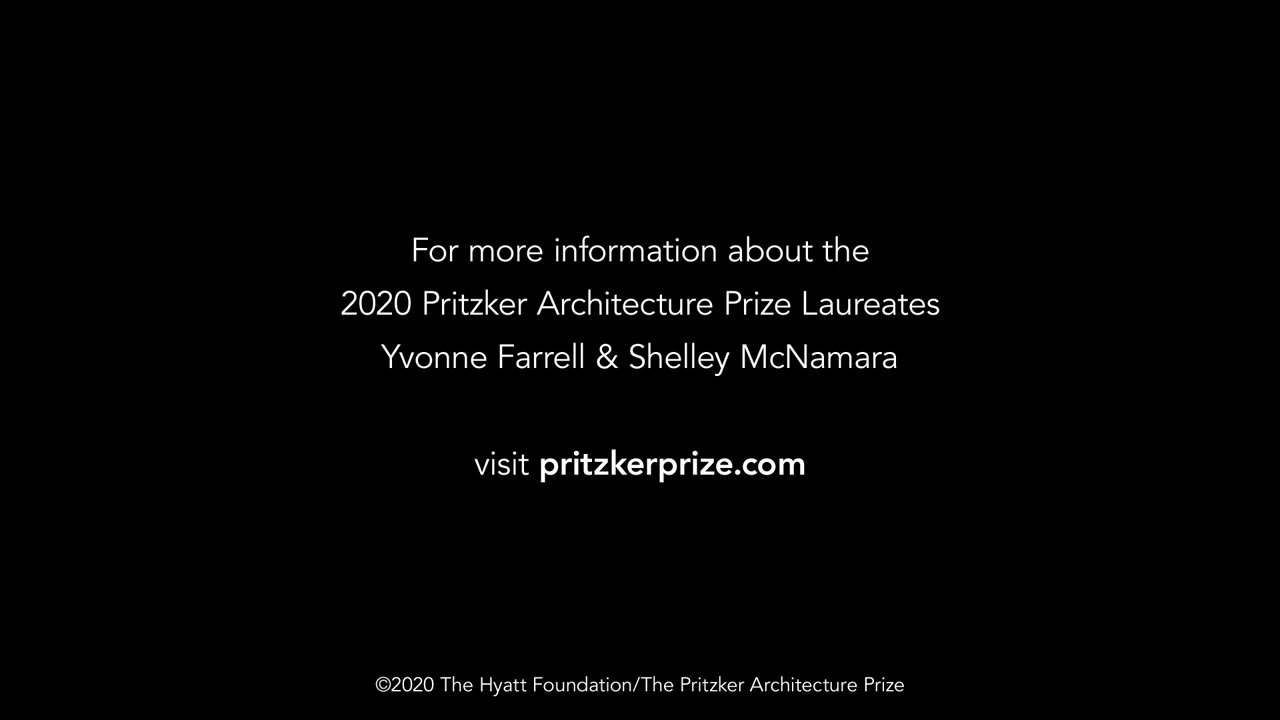 For more information about the
2020 Pritzker Architecture Prize Laureates
Yvonne Farrell & Shelley McNamara
visit pritzkerprize.com
©2020 The Hyatt Foundation/The Pritzker Architecture Prize